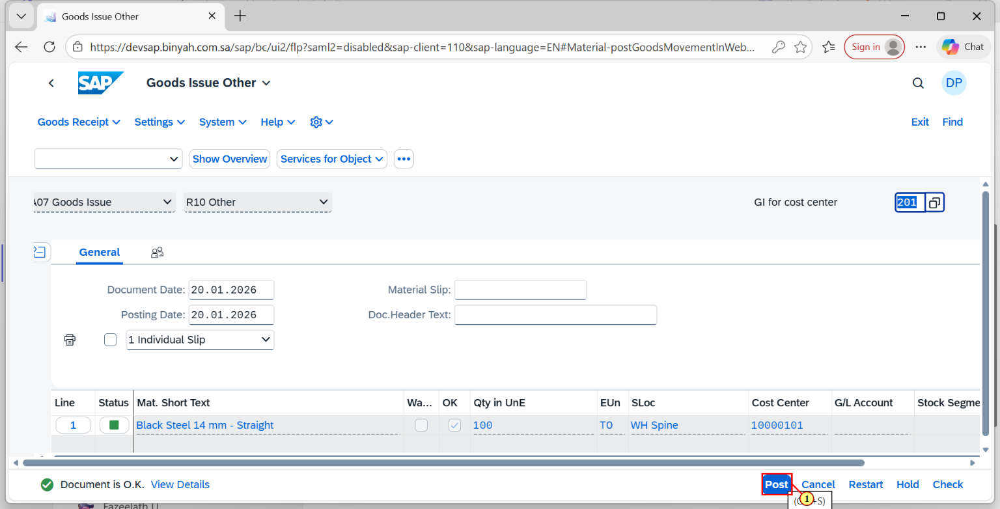 Goods Issue Other
https://devsap.binyah.com.sa/sap/bc/ui2/flp?saml2=disabled&sap-client=110&sap-language=EN#Material-postGoodsMovementInWeb...
Sign in
Chat
SAP
Goods Issue Other
DP
Goods Receipt
Settings
System
Help
Exit
Find
Show Overview
Services for Object
A07 Goods Issue
R10 Other
GI for cost center
201
General
Document Date: 20.01.2026
Material Slip:
Posting Date: 20.01.2026
Doc.Header Text:
1 Individual Slip
Line Status Mat. Short Text Wa... OK Qty in UnE EUn SLoc Cost Center G/L Account Stock Segme
1 Black Steel 14 mm - Straight 100 TO WH Spine 10000101
Document is O.K. View Details
Post Cancel Restart Hold Check
1
+S)
Fazeelath U